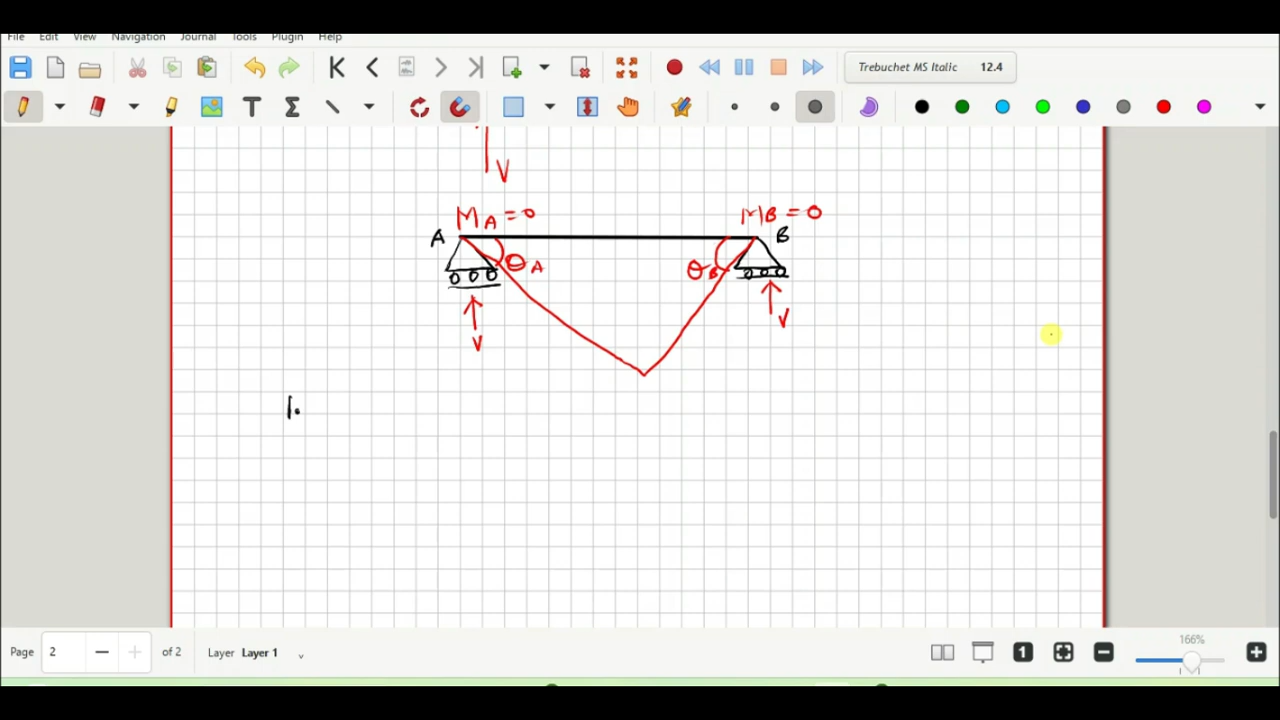 File Edit View Navigation Journal Tools Plugin Help
Trebuchet MS Italic 12.4
V
MA = 0 MB = 0
A B
θA θB
V V
1.
Page 2 of 2 Layer Layer 1 166%